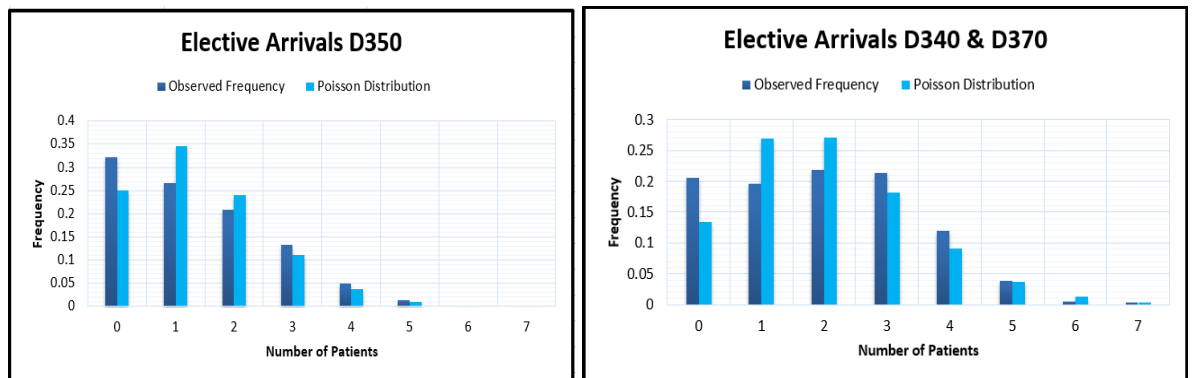 Elective Arrivals D350
Observed Frequency Poisson Distribution
0.4
0.35
0.3
0.25
0.2
0.15
0.1
0.05
0
Frequency
0 1 2 3 4 5 6 7
Number of Patients
Elective Arrivals D340 & D370
Observed Frequency Poisson Distribution
0.3
0.25
0.2
0.15
0.1
0.05
0
Frequency
0 1 2 3 4 5 6 7
Number of Patients